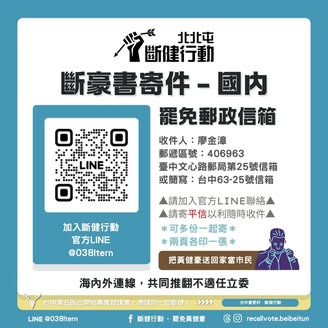 北北屯
斷健行動
斷豪書寄件－國內
罷免郵政信箱
收件人：廖金漳
郵遞區號：406963
臺中文心路郵局第25號信箱
或簡寫：台中63-25號信箱
LINE
▲請加入官方LINE聯絡▲
▲請寄平信以利隨時收件▲
＊可多份一起寄＊
＊兩頁各印一張＊
加入斷健行動
官方LINE
@038ltern
把黃健豪送回家當市民
海內外連線，共同推翻不適任立委
LINE @038ltern
斷健行動 - 罷免黃健豪
recallvote.beibeitun